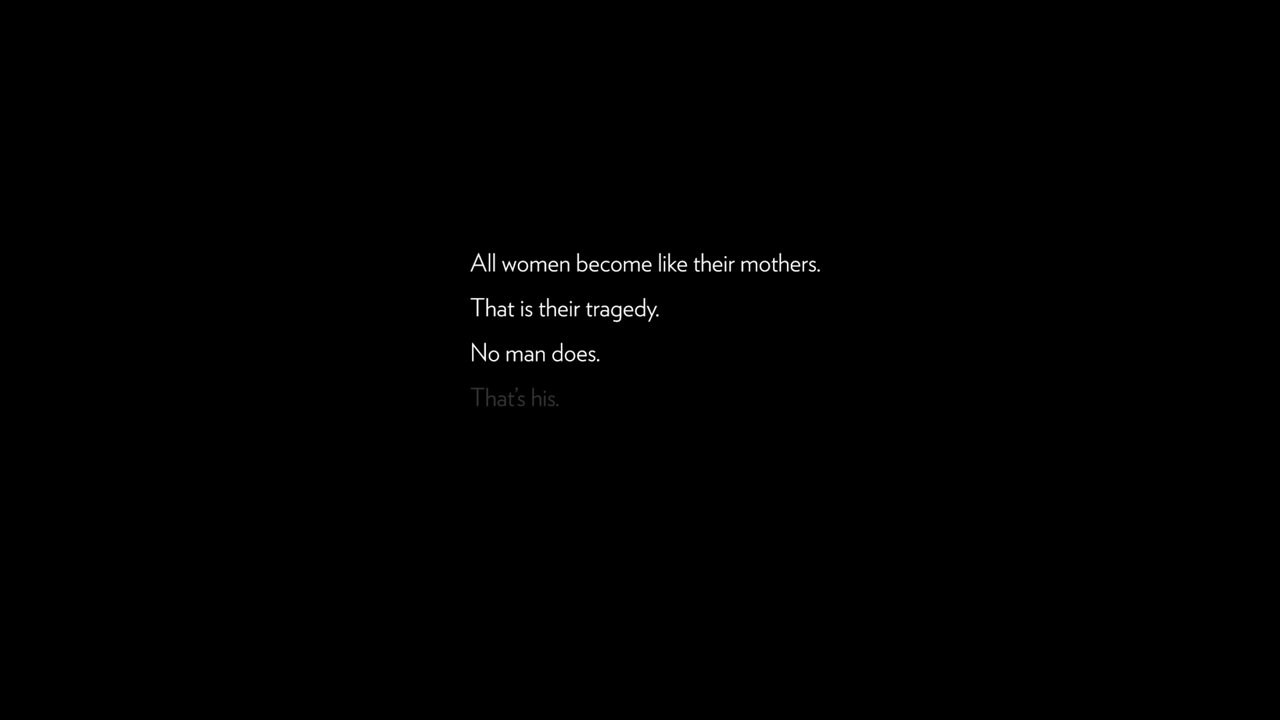 All women become like their mothers.
That is their tragedy.
No man does.
That's his.